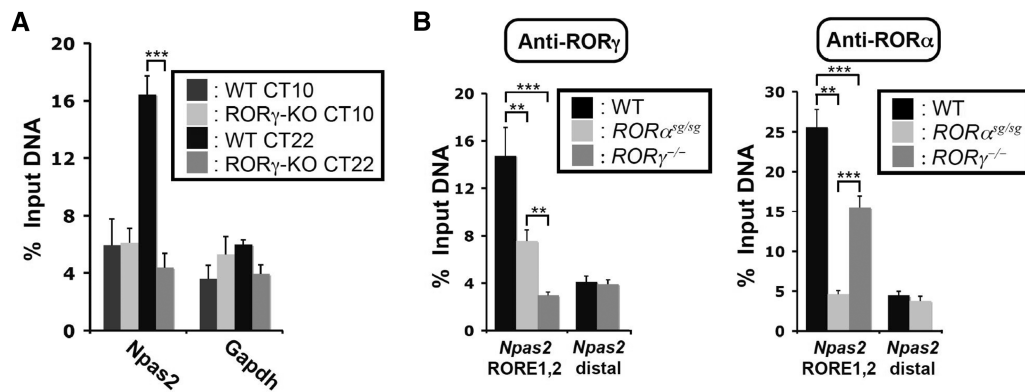 A
20
16
12
8
4
0
% Input DNA
***
: WT CT10
: RORγ-KO CT10
: WT CT22
: RORγ-KO CT22
Npas2
Gapdh
B
Anti-RORγ
20
16
12
8
4
0
% Input DNA
***
**
**
: WT
: RORα^sg/sg
: RORγ^−/−
Npas2 Npas2
RORE1,2 distal
Anti-RORα
30
25
20
15
10
5
0
% Input DNA
***
**
***
: WT
: RORα^sg/sg
: RORγ^−/−
Npas2 Npas2
RORE1,2 distal